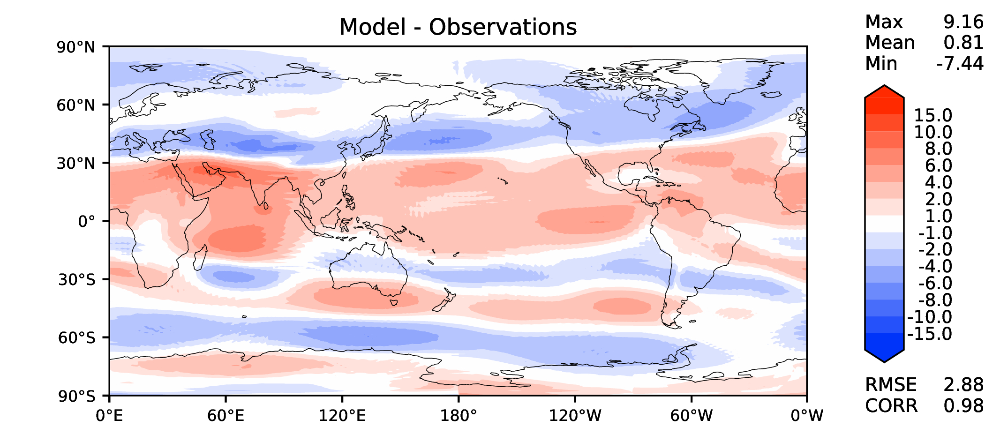 Model - Observations
Max 9.16
Mean 0.81
Min -7.44
90°N
60°N
30°N
0°
30°S
60°S
90°S
0°E 60°E 120°E 180° 120°W 60°W 0°W
15.0
10.0
8.0
6.0
4.0
2.0
1.0
-1.0
-2.0
-4.0
-6.0
-8.0
-10.0
-15.0
RMSE 2.88
CORR 0.98